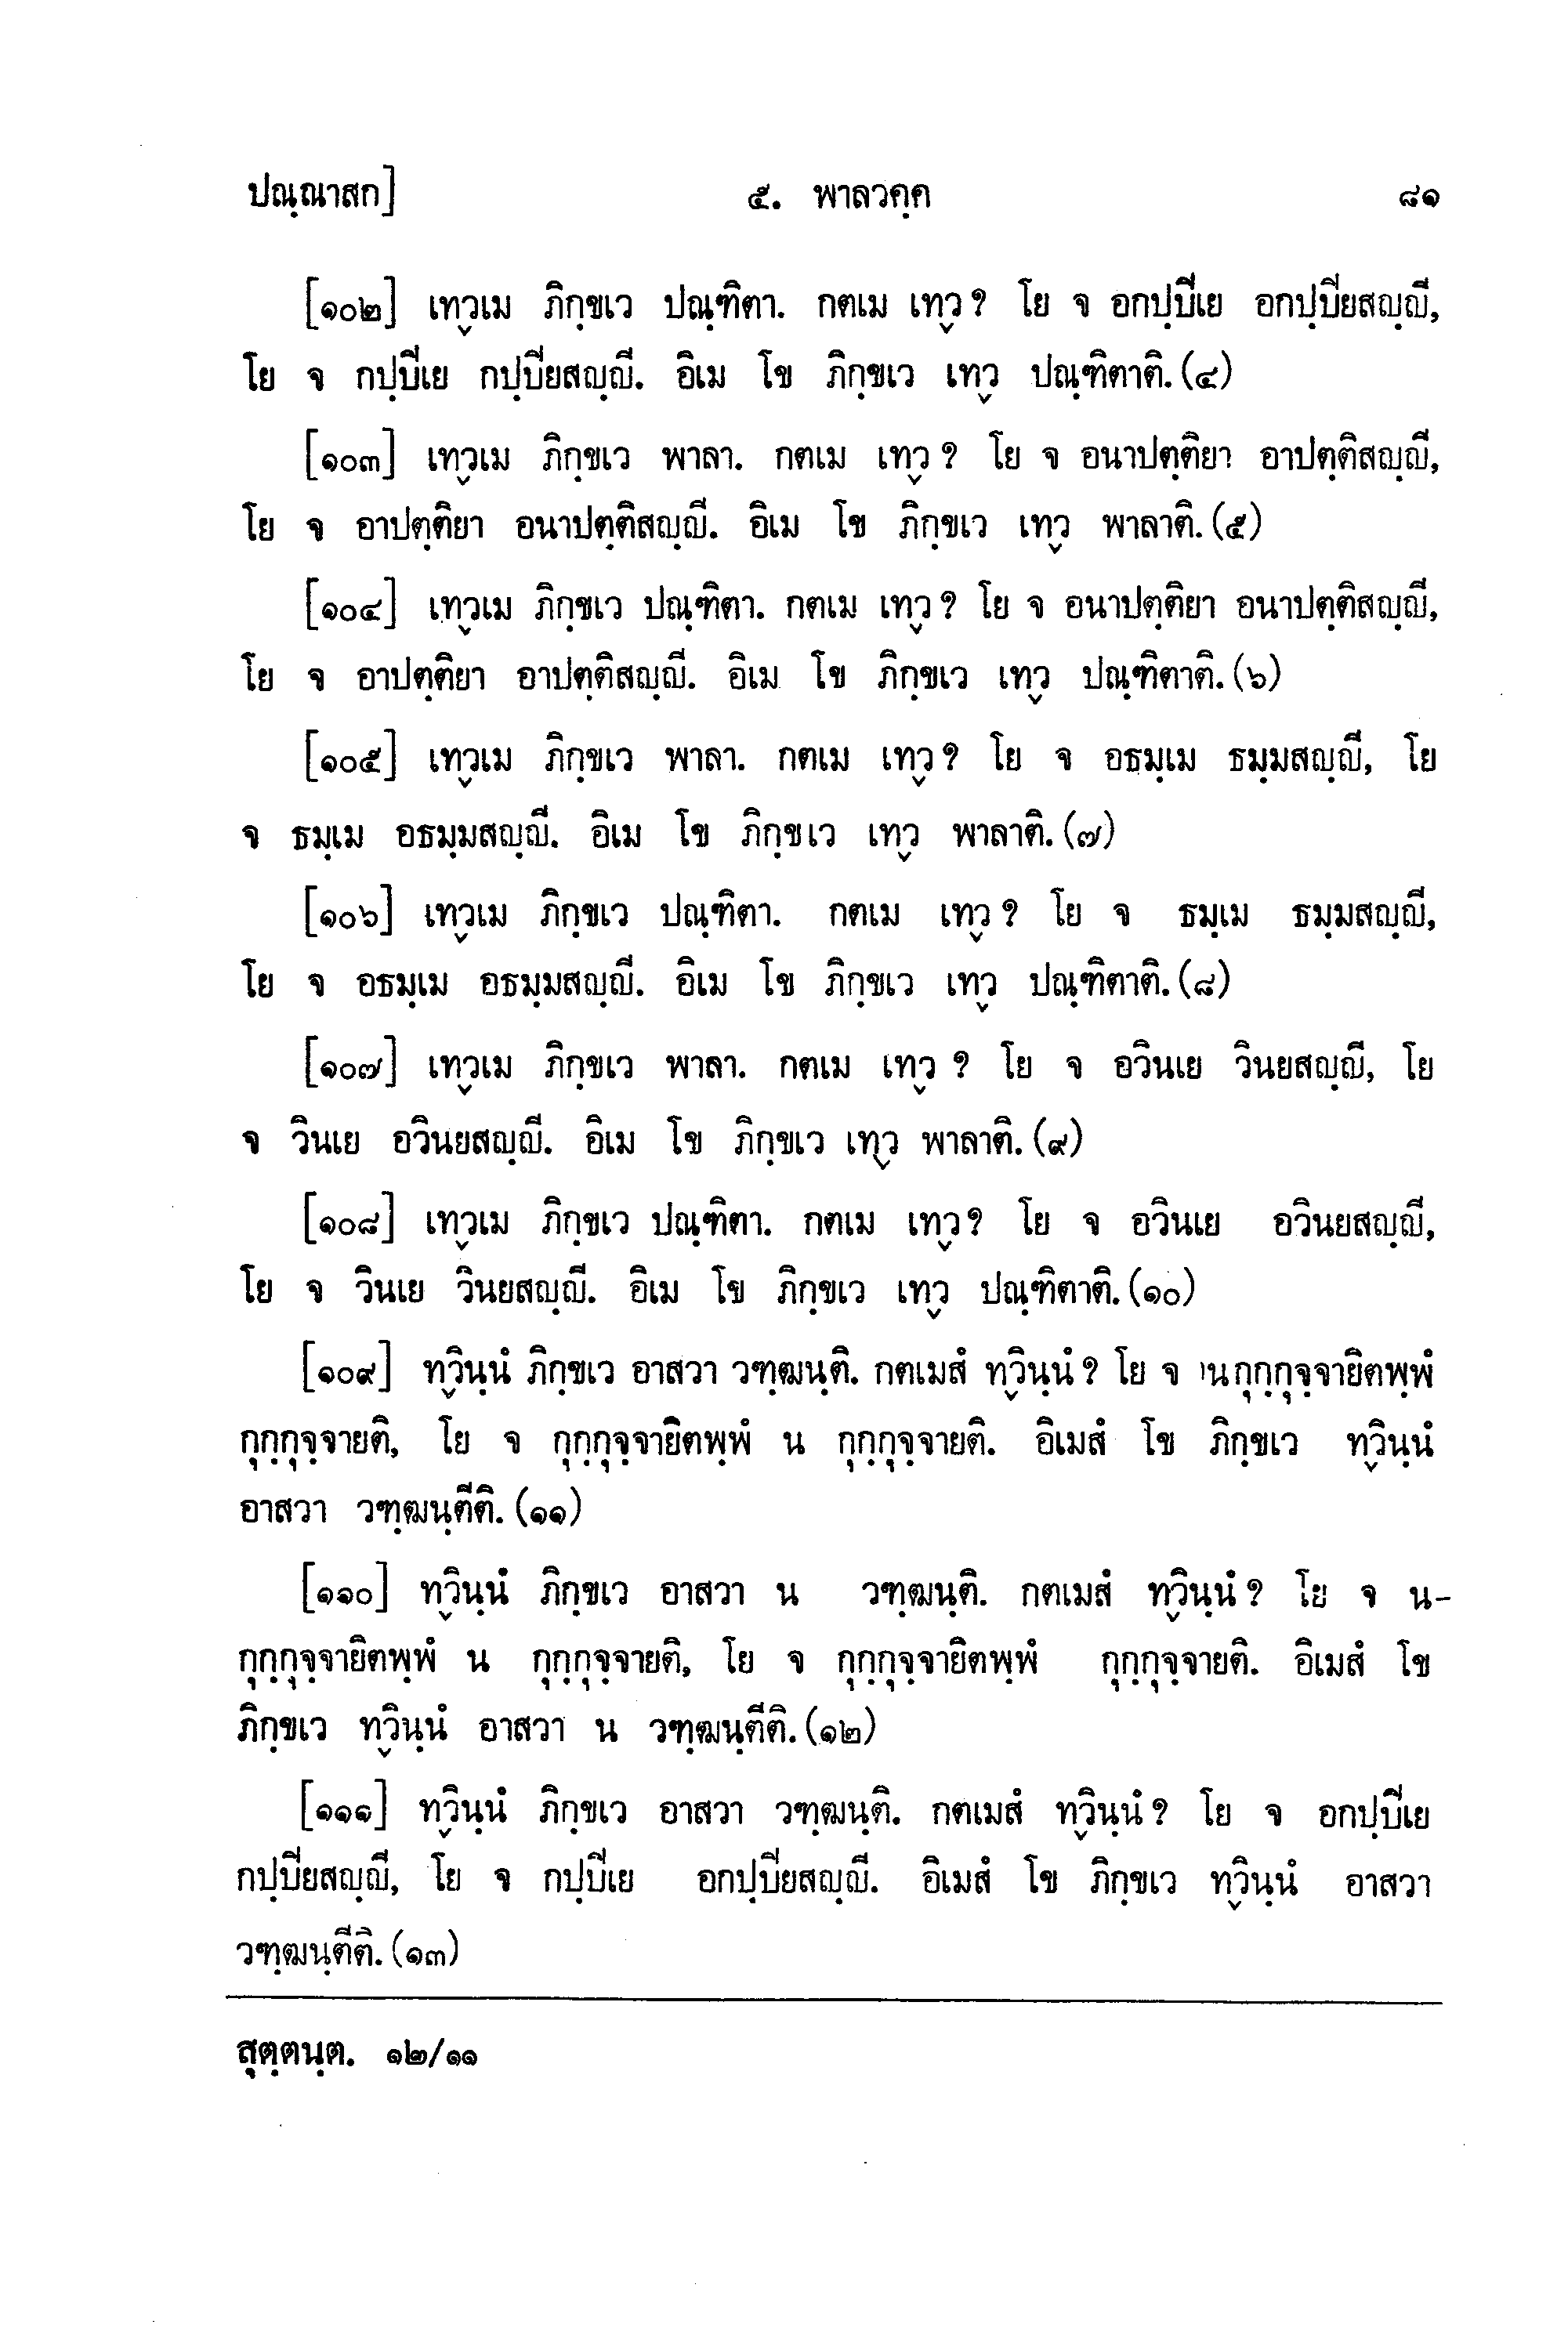 ปณฺณาสก] ๕. พาลวคฺค ๘๑
[๑๐๒] เทฺวเม ภิกฺขเว ปณฺฑิตา. กตเม เทฺว? โย จ อกปฺปิเย อกปฺปิยสญฺญี,
โย จ กปฺปิเย กปฺปิยสญฺญี. อิเม โข ภิกฺขเว เทฺว ปณฺฑิตาติ.(๔)
[๑๐๓] เทฺวเม ภิกฺขเว พาลา. กตเม เทฺว? โย จ อนาปตฺติยา อาปตฺติสญฺญี,
โย จ อาปตฺติยา อนาปตฺติสญฺญี. อิเม โข ภิกฺขเว เทฺว พาลาติ.(๕)
[๑๐๔] เทฺวเม ภิกฺขเว ปณฺฑิตา. กตเม เทฺว? โย จ อนาปตฺติยา อนาปตฺติสญฺญี,
โย จ อาปตฺติยา อาปตฺติสญฺญี. อิเม โข ภิกฺขเว เทฺว ปณฺฑิตาติ.(๖)
[๑๐๕] เทฺวเม ภิกฺขเว พาลา. กตเม เทฺว? โย จ อธมฺเม ธมฺมสญฺญี, โย
จ ธมฺเม อธมฺมสญฺญี. อิเม โข ภิกฺขเว เทฺว พาลาติ.(๗)
[๑๐๖] เทฺวเม ภิกฺขเว ปณฺฑิตา. กตเม เทฺว? โย จ ธมฺเม ธมฺมสญฺญี,
โย จ อธมฺเม อธมฺมสญฺญี. อิเม โข ภิกฺขเว เทฺว ปณฺฑิตาติ.(๘)
[๑๐๗] เทฺวเม ภิกฺขเว พาลา. กตเม เทฺว ? โย จ อวินเย วินยสญฺญี, โย
จ วินเย อวินยสญฺญี. อิเม โข ภิกฺขเว เทฺว พาลาติ.(๙)
[๑๐๘] เทฺวเม ภิกฺขเว ปณฺฑิตา. กตเม เทฺว? โย จ อวินเย อวินยสญฺญี,
โย จ วินเย วินยสญฺญี. อิเม โข ภิกฺขเว เทฺว ปณฺฑิตาติ.(๑๐)
[๑๐๙] ทฺวินฺนํ ภิกฺขเว อาสวา วฑฺฒนฺติ. กตเมสํ ทฺวินฺนํ? โย จ นกุกฺกุจฺจายิตพฺพํ
กุกฺกุจฺจายติ, โย จ กุกฺกุจฺจายิตพฺพํ น กุกฺกุจฺจายติ. อิเมสํ โข ภิกฺขเว ทฺวินฺนํ
อาสวา วฑฺฒนฺตีติ.(๑๑)
[๑๑๐] ทฺวินฺนํ ภิกฺขเว อาสวา น วฑฺฒนฺติ. กตเมสํ ทฺวินฺนํ? โย จ น-
กุกฺกุจฺจายิตพฺพํ น กุกฺกุจฺจายติ, โย จ กุกฺกุจฺจายิตพฺพํ กุกฺกุจฺจายติ. อิเมสํ โข
ภิกฺขเว ทฺวินฺนํ อาสวา น วฑฺฒนฺตีติ.(๑๒)
[๑๑๑] ทฺวินฺนํ ภิกฺขเว อาสวา วฑฺฒนฺติ. กตเมสํ ทฺวินฺนํ? โย จ อกปฺปิเย
กปฺปิยสญฺญี, โย จ กปฺปิเย อกปฺปิยสญฺญี. อิเมสํ โข ภิกฺขเว ทฺวินฺนํ อาสวา
วฑฺฒนฺตีติ.(๑๓)
สุตฺตนฺต. ๑๒/๑๑